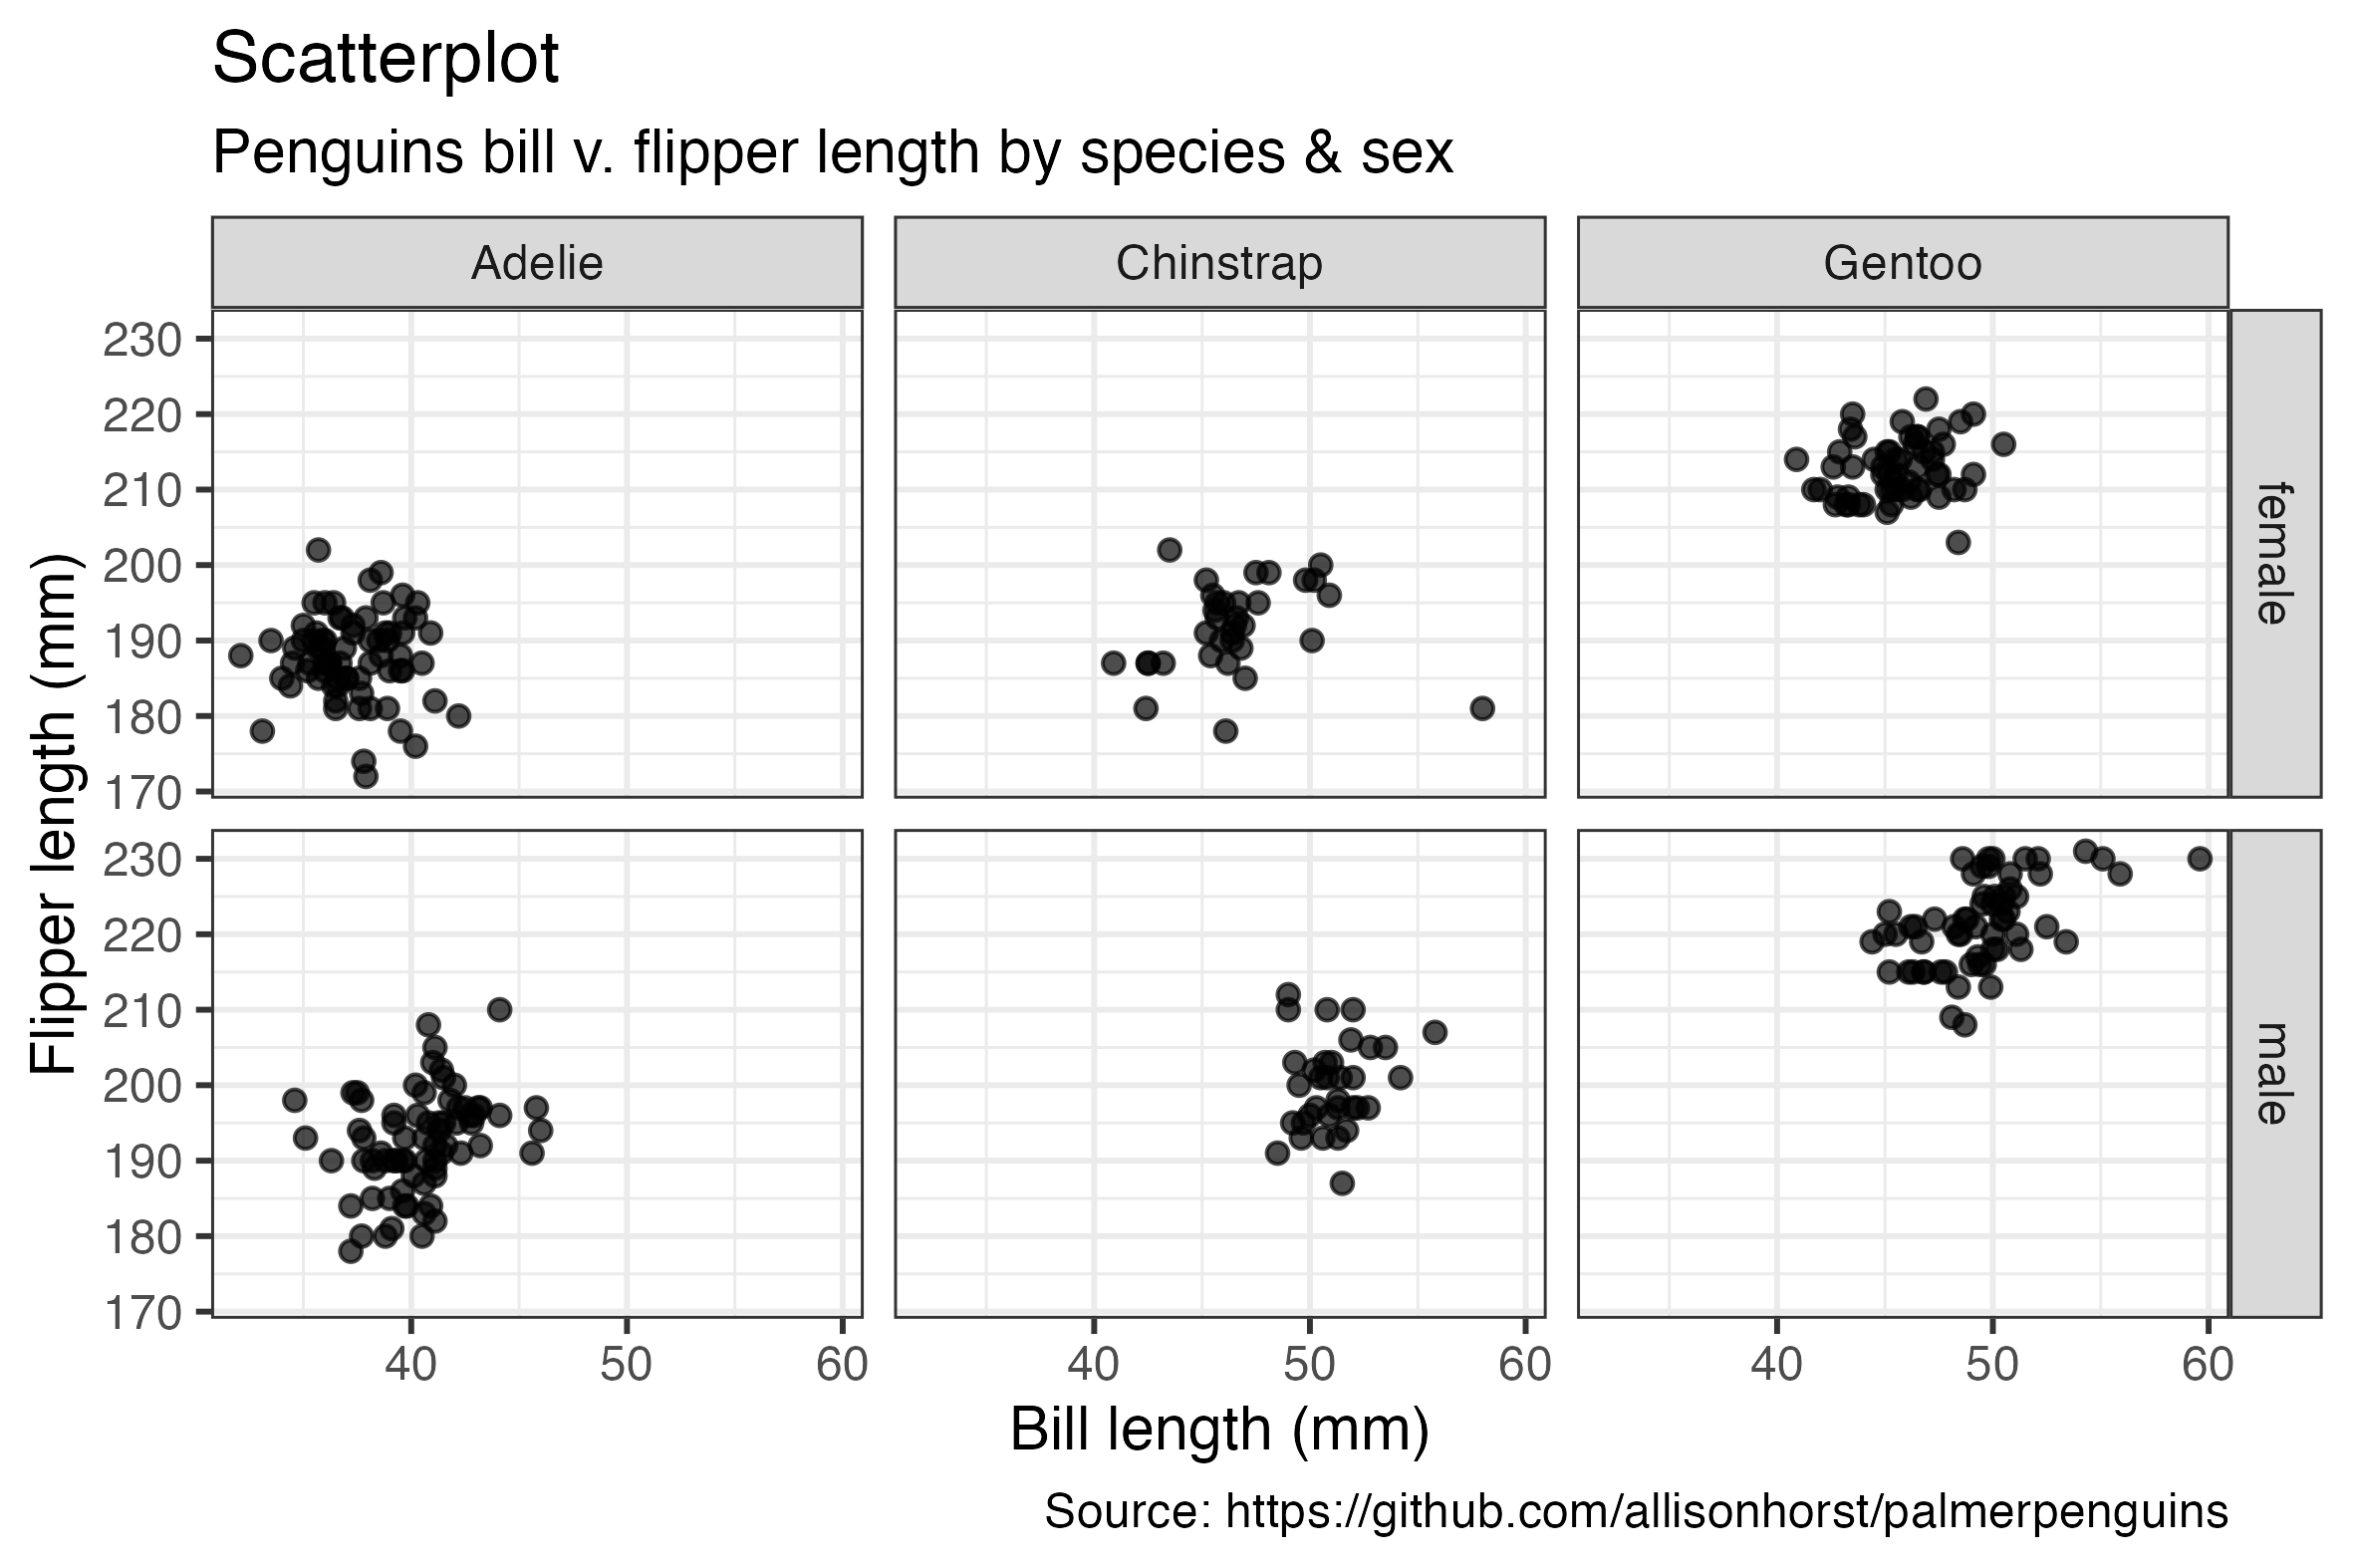 Scatterplot
Penguins bill v. flipper length by species & sex
Adelie Chinstrap Gentoo
230
220
210
200
190
180
170
female
Flipper length (mm)
230
220
210
200
190
180
170
male
40 50 60 40 50 60 40 50 60
Bill length (mm)
Source: https://github.com/allisonhorst/palmerpenguins